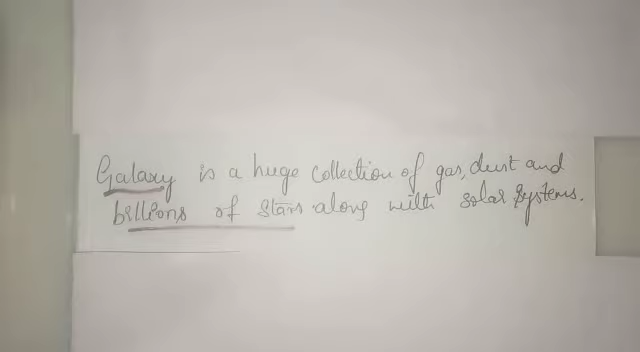 Galaxy is a huge collection of gas, dust and
billions of stars along with solar systems.